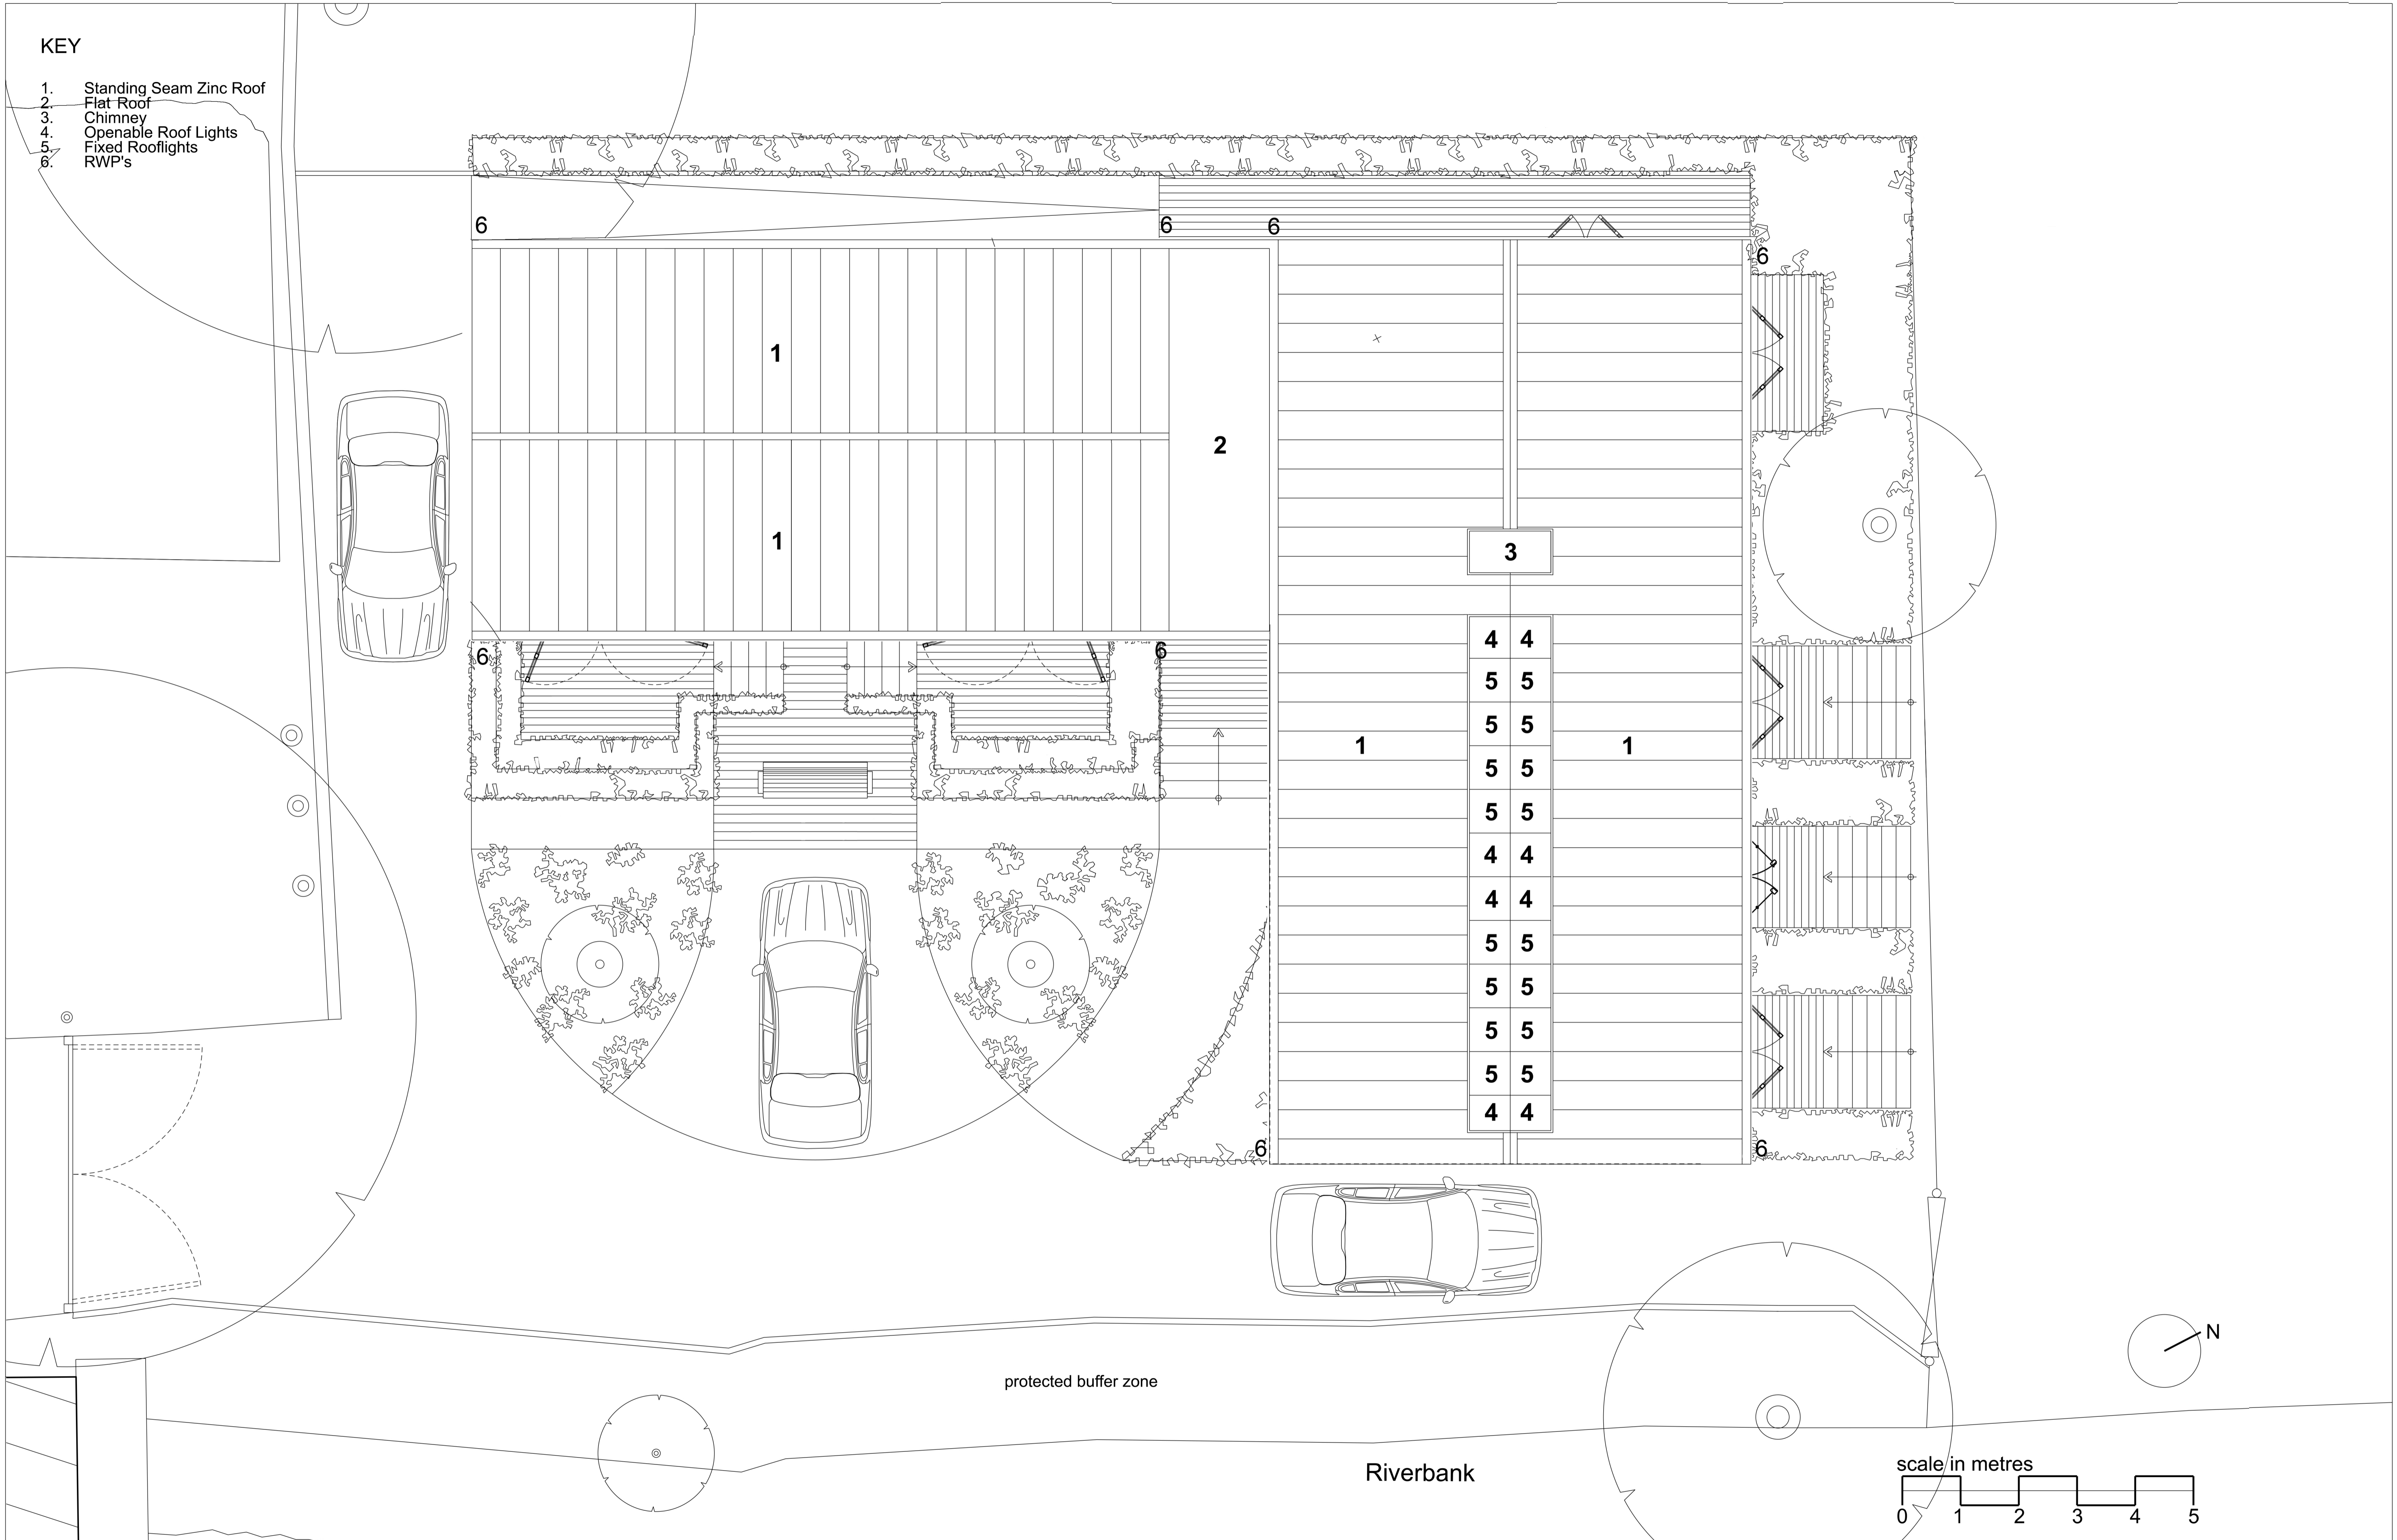 KEY
1. Standing Seam Zinc Roof
2. Flat Roof
3. Chimney
4. Openable Roof Lights
5. Fixed Rooflights
6. RWP's
6 6 6
6
1
2
1
3
4 4
6 6
5 5
5 5
1 1
5 5
5 5
4 4
4 4
5 5
5 5
5 5
5 5
4 4
6 6
N
protected buffer zone
Riverbank
scale in metres
0 1 2 3 4 5